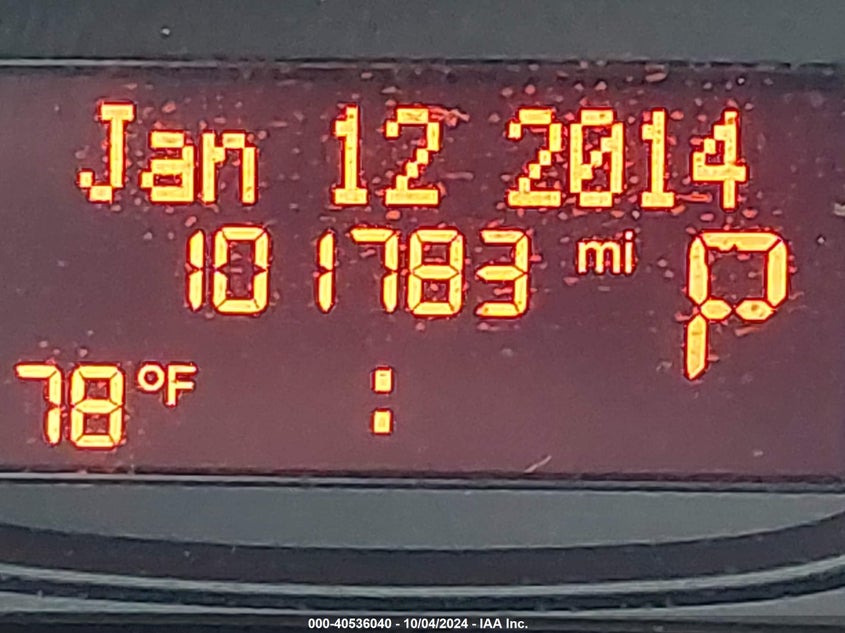 Jan 12 2014
101783 mi P
78°F :
000-40536040 - 10/04/2024 - IAA Inc.